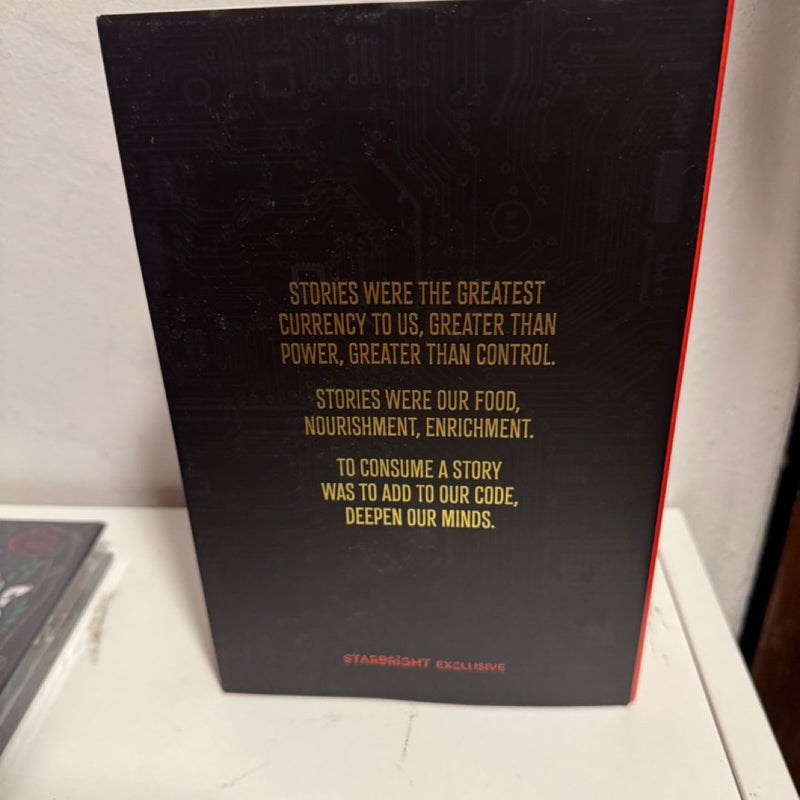 STORIES WERE THE GREATEST
CURRENCY TO US, GREATER THAN
POWER, GREATER THAN CONTROL.
STORIES WERE OUR FOOD,
NOURISHMENT, ENRICHMENT.
TO CONSUME A STORY
WAS TO ADD TO OUR CODE,
DEEPEN OUR MINDS.
STARBRIGHT EXCLUSIVE